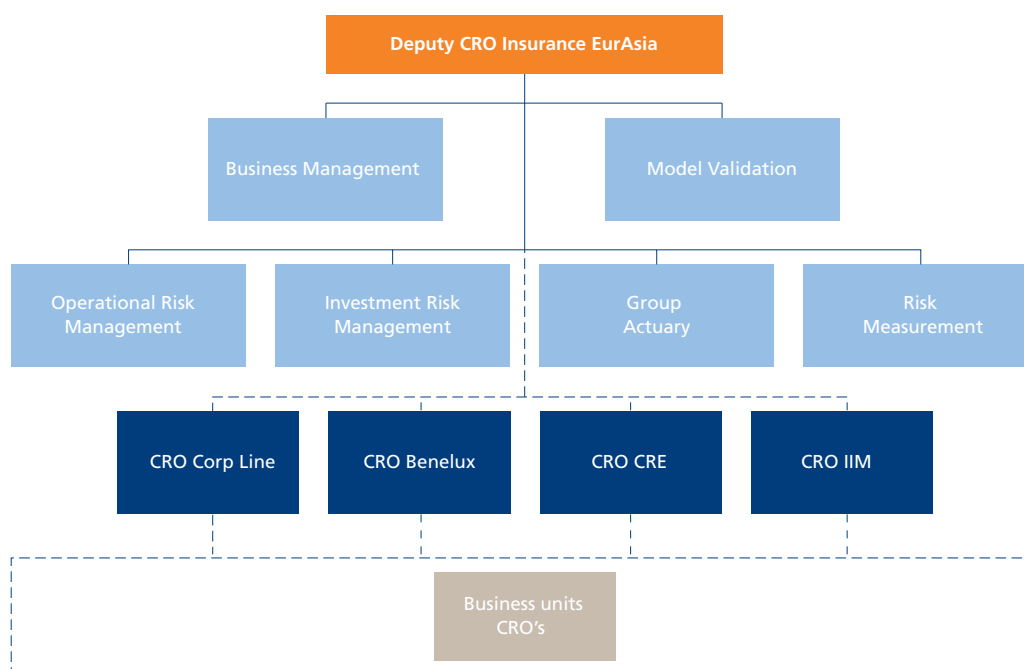 Deputy CRO Insurance EurAsia
Business Management
Model Validation
Operational Risk
Management
Investment Risk
Management
Group
Actuary
Risk
Measurement
CRO Corp Line
CRO Benelux
CRO CRE
CRO IIM
Business units
CRO’s